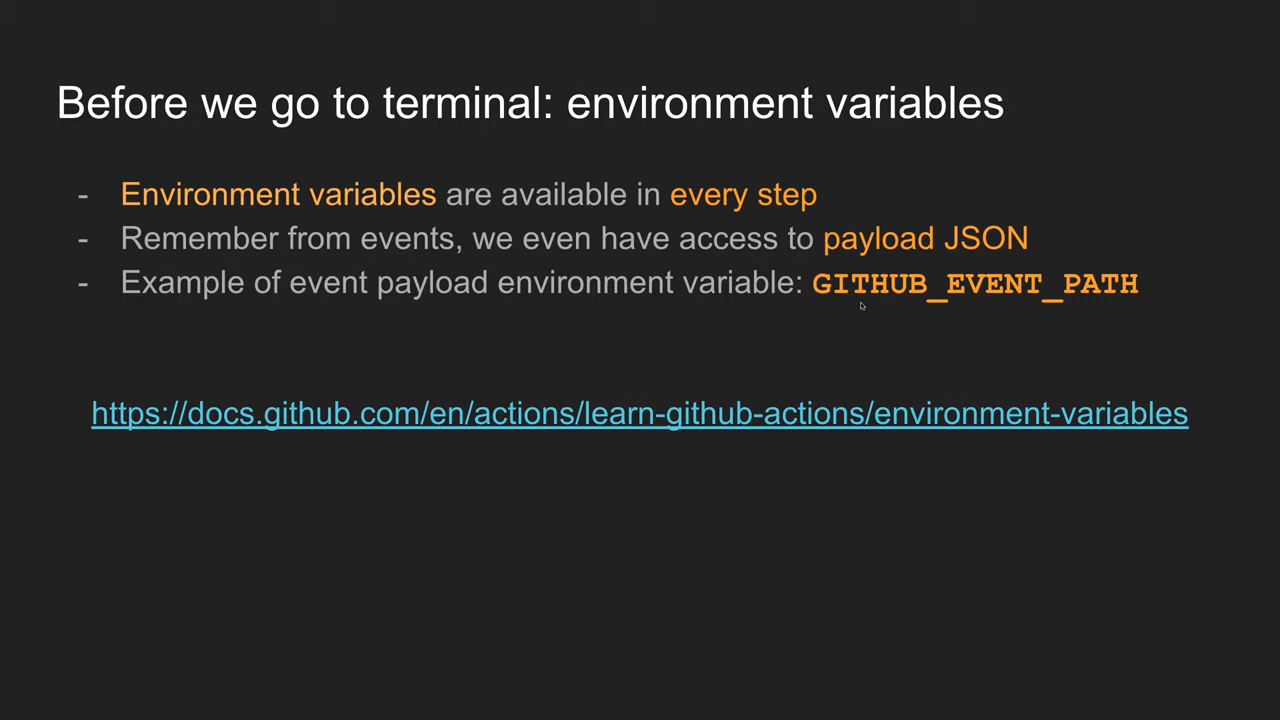 Before we go to terminal: environment variables
- Environment variables are available in every step
- Remember from events, we even have access to payload JSON
- Example of event payload environment variable: GITHUB_EVENT_PATH
https://docs.github.com/en/actions/learn-github-actions/environment-variables